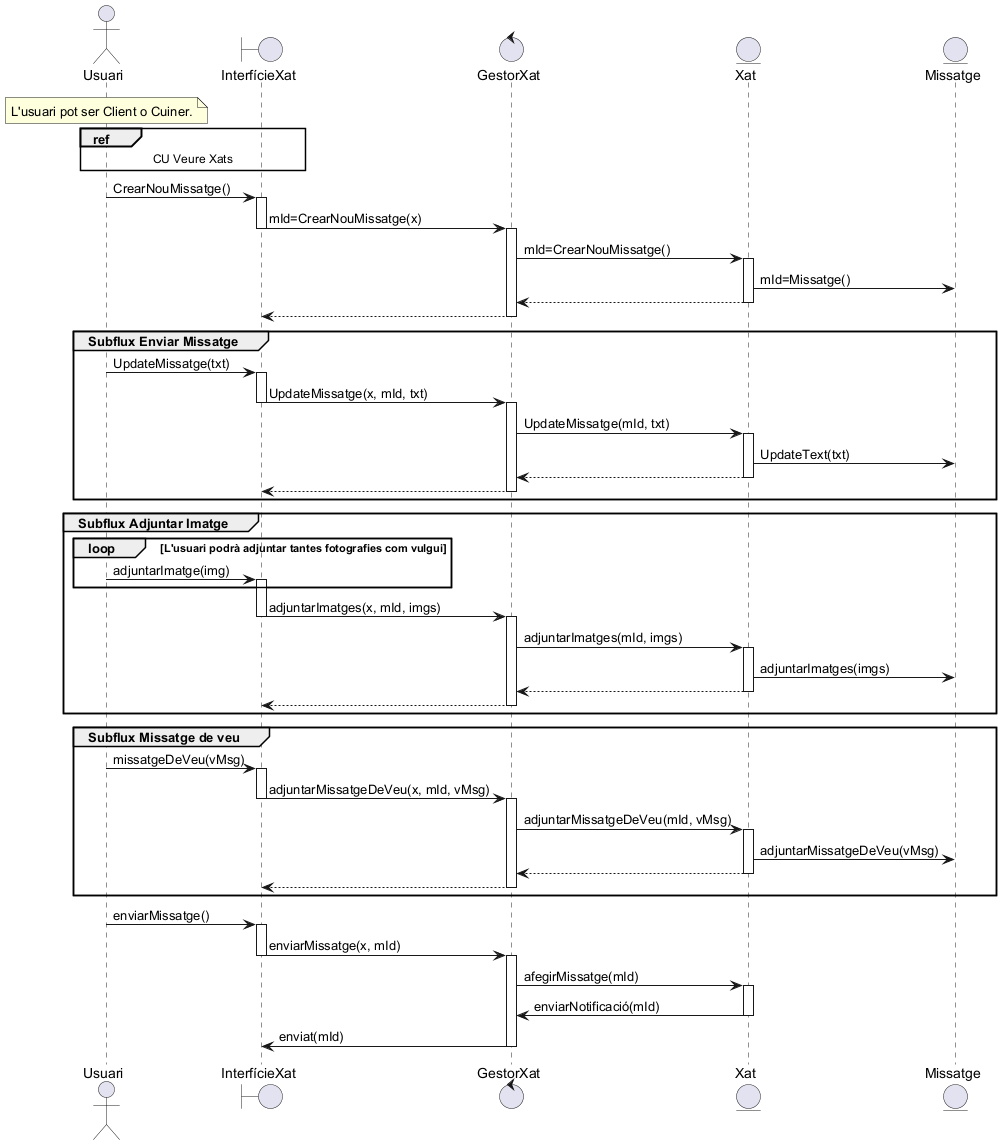 Usuari
InterfícieXat
GestorXat
Xat
Missatge
L'usuari pot ser Client o Cuiner.
ref
CU Veure Xats
CrearNouMissatge()
mId=CrearNouMissatge(x)
mId=CrearNouMissatge()
mId=Missatge()
Subflux Enviar Missatge
UpdateMissatge(txt)
UpdateMissatge(x, mId, txt)
UpdateMissatge(mId, txt)
UpdateText(txt)
Subflux Adjuntar Imatge
loop [L'usuari podrà adjuntar tantes fotografies com vulgui]
adjuntarImatge(img)
adjuntarImatges(x, mId, imgs)
adjuntarImatges(mId, imgs)
adjuntarImatges(imgs)
Subflux Missatge de veu
missatgeDeVeu(vMsg)
adjuntarMissatgeDeVeu(x, mId, vMsg)
adjuntarMissatgeDeVeu(mId, vMsg)
adjuntarMissatgeDeVeu(vMsg)
enviarMissatge()
enviarMissatge(x, mId)
afegirMissatge(mId)
enviarNotificació(mId)
enviat(mId)
Usuari
InterfícieXat
GestorXat
Xat
Missatge